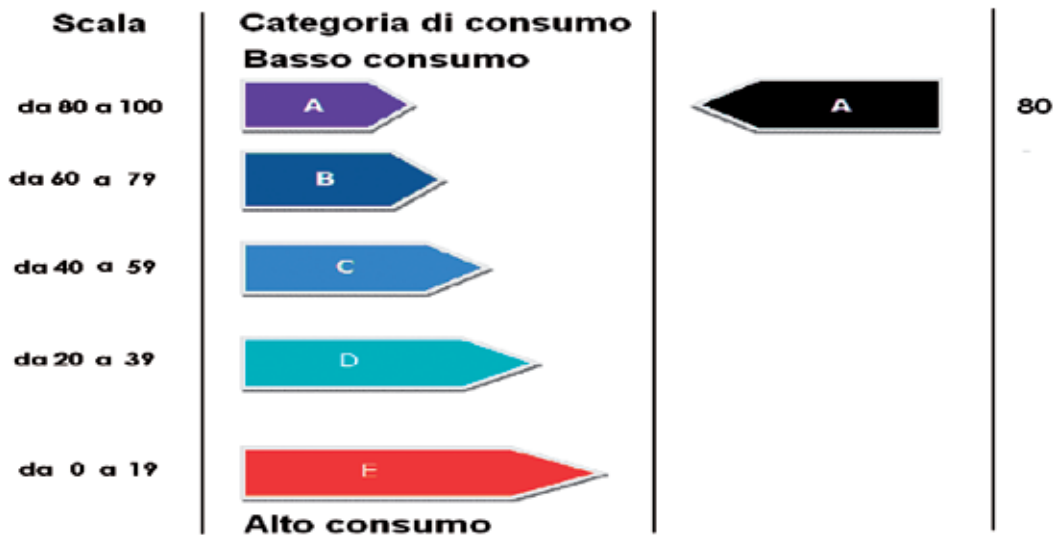 Scala
Categoria di consumo
Basso consumo
da 80 a 100
A
A
80
da 60 a 79
B
da 40 a 59
C
da 20 a 39
D
da 0 a 19
E
Alto consumo